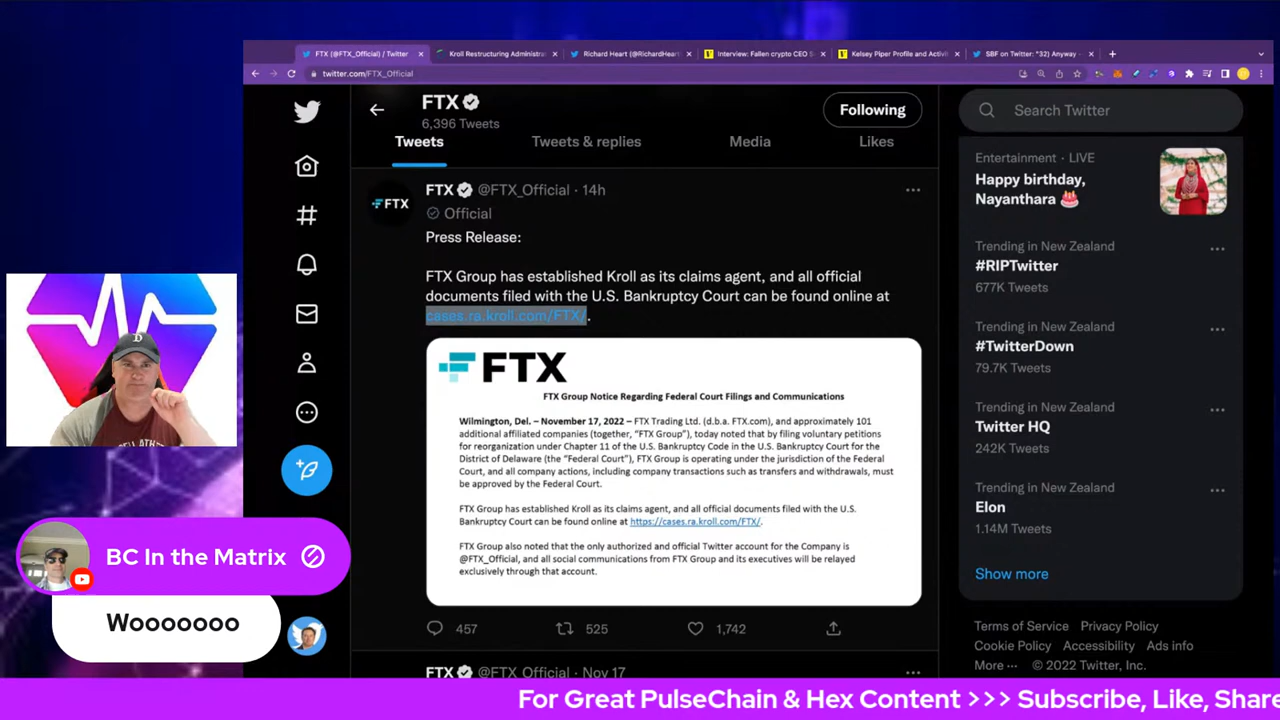 FTX (@FTX_Official) / Twitter
Kroll Restructuring Administrat
Richard Heart (@RichardHeart
Interview: Fallen crypto CEO S
Kelsey Piper Profile and Activi
SBF on Twitter: "32) Anyway -
twitter.com/FTX_Official
FTX
6,396 Tweets
Following
Tweets
Tweets & replies
Media
Likes
FTX @FTX_Official · 14h
Official
Press Release:
FTX Group has established Kroll as its claims agent, and all official
documents filed with the U.S. Bankruptcy Court can be found online at
cases.ra.kroll.com/FTX/.
FTX
FTX
FTX Group Notice Regarding Federal Court Filings and Communications
Wilmington, Del. – November 17, 2022 – FTX Trading Ltd. (d.b.a. FTX.com), and approximately 101
additional affiliated companies (together, "FTX Group"), today noted that by filing voluntary petitions
for reorganization under Chapter 11 of the U.S. Bankruptcy Code in the U.S. Bankruptcy Court for the
District of Delaware (the "Federal Court"), FTX Group is operating under the jurisdiction of the Federal
Court, and all company actions, including company transactions such as transfers and withdrawals, must
be approved by the Federal Court.
FTX Group has established Kroll as its claims agent, and all official documents filed with the U.S.
Bankruptcy Court can be found online at https://cases.ra.kroll.com/FTX/.
FTX Group also noted that the only authorized and official Twitter account for the Company is
@FTX_Official, and all social communications from FTX Group and its executives will be relayed
exclusively through that account.
457
525
1,742
FTX @FTX_Official · Nov 17
Search Twitter
Entertainment · LIVE
Happy birthday,
Nayanthara 🎂
Trending in New Zealand
#RIPTwitter
677K Tweets
Trending in New Zealand
#TwitterDown
79.7K Tweets
Trending in New Zealand
Twitter HQ
242K Tweets
Trending in New Zealand
Elon
1.14M Tweets
Show more
Terms of Service Privacy Policy
Cookie Policy Accessibility Ads info
More ··· © 2022 Twitter, Inc.
D
BC In the Matrix
Wooooooo
For Great PulseChain & Hex Content >>> Subscribe, Like, Share